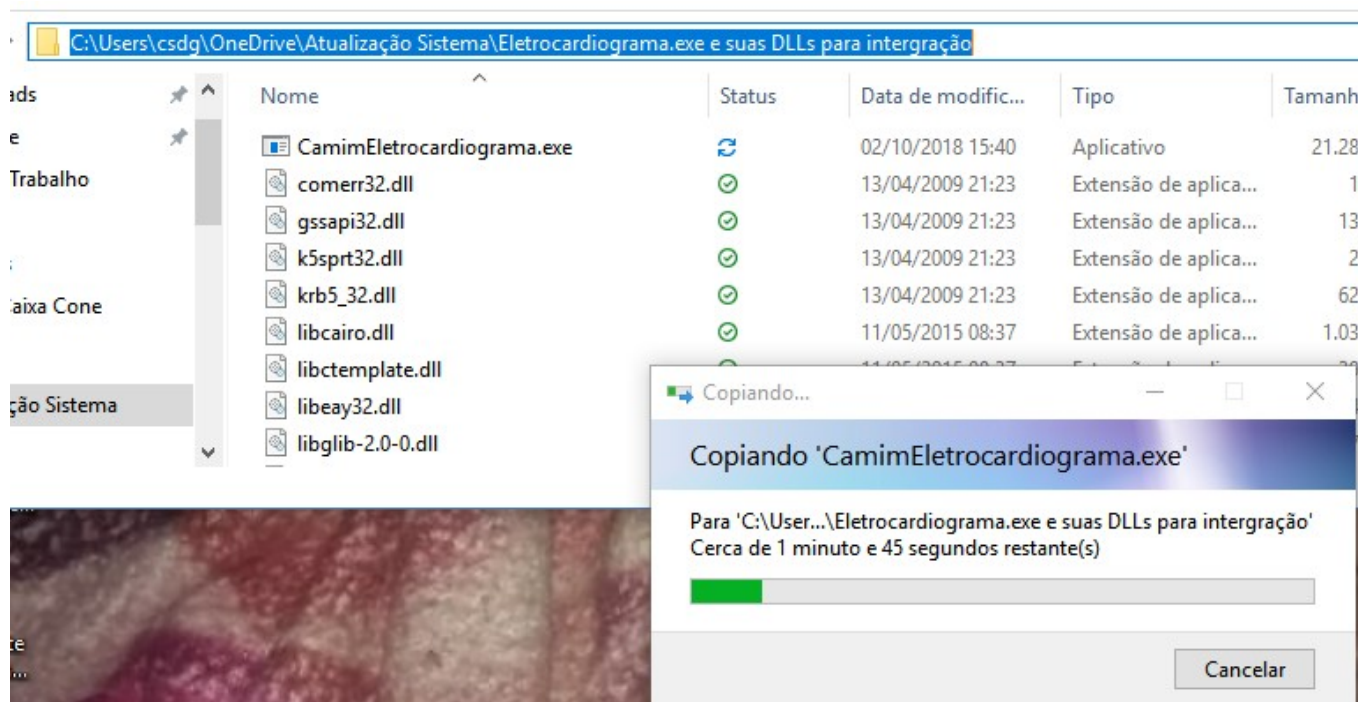 C:\Users\csdg\OneDrive\Atualização Sistema\Eletrocardiograma.exe e suas DLLs para intergração
ads
e
Trabalho
aixa Cone
ção Sistema
Nome Status Data de modific... Tipo Tamanh
CamimEletrocardiograma.exe 02/10/2018 15:40 Aplicativo 21.28
comerr32.dll 13/04/2009 21:23 Extensão de aplica... 1
gssapi32.dll 13/04/2009 21:23 Extensão de aplica... 13
k5sprt32.dll 13/04/2009 21:23 Extensão de aplica... 2
krb5_32.dll 13/04/2009 21:23 Extensão de aplica... 62
libcairo.dll 11/05/2015 08:37 Extensão de aplica... 1.03
libctemplate.dll
libeay32.dll
libglib-2.0-0.dll
Copiando...
Copiando 'CamimEletrocardiograma.exe'
Para 'C:\User...\Eletrocardiograma.exe e suas DLLs para intergração'
Cerca de 1 minuto e 45 segundos restante(s)
Cancelar